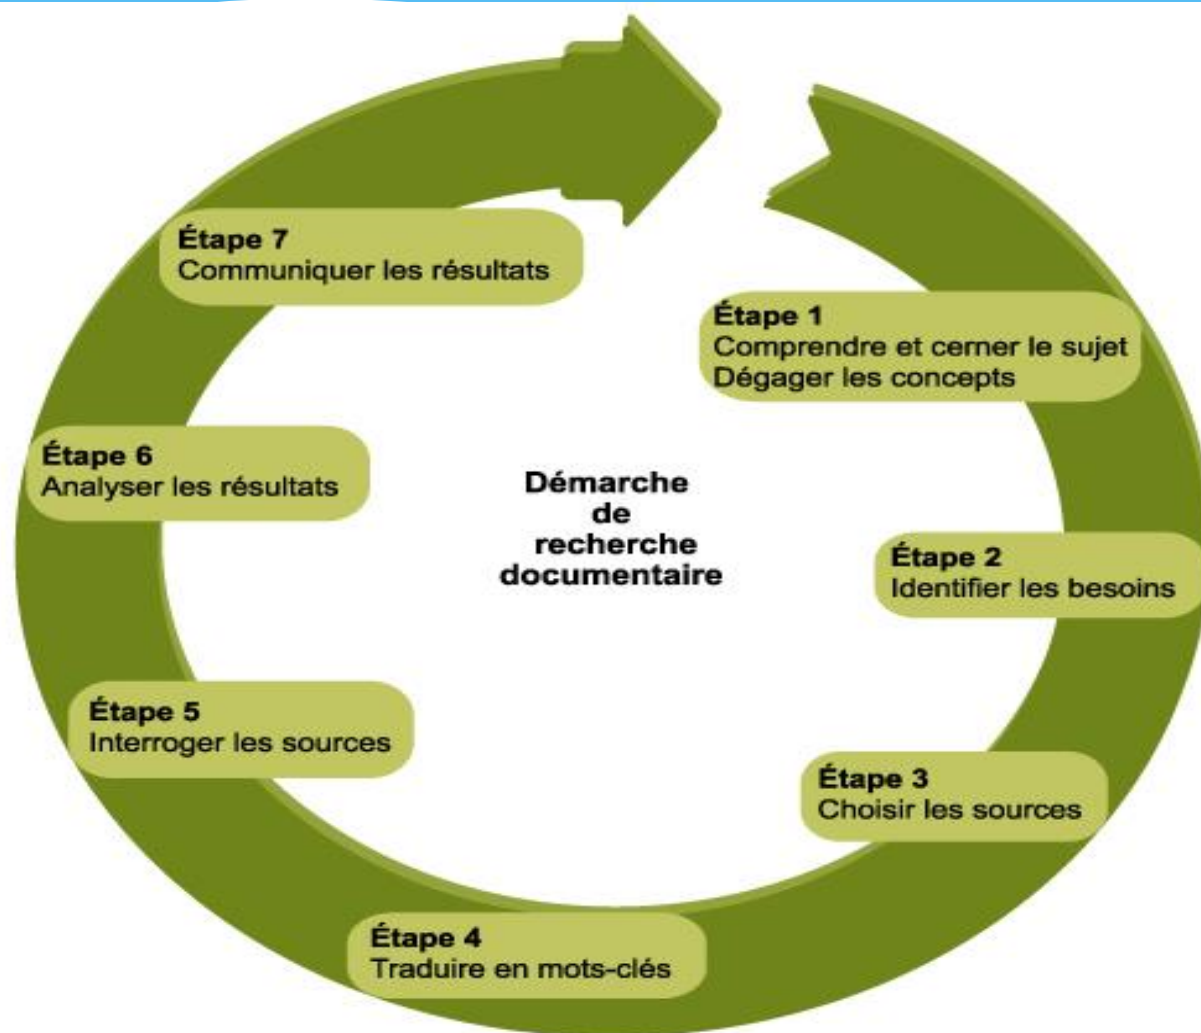 Étape 7
Communiquer les résultats
Étape 1
Comprendre et cerner le sujet
Dégager les concepts
Étape 6
Analyser les résultats
Démarche
de
recherche
documentaire
Étape 2
Identifier les besoins
Étape 5
Interroger les sources
Étape 3
Choisir les sources
Étape 4
Traduire en mots-clés